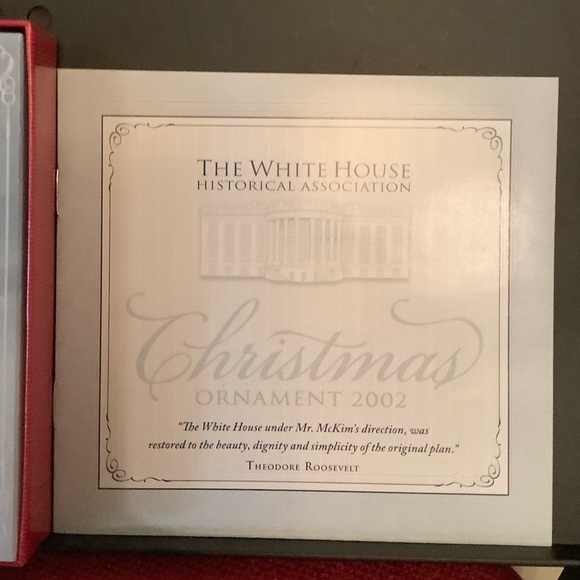 THE WHITE HOUSE
HISTORICAL ASSOCIATION
Christmas
ORNAMENT 2002
“The White House under Mr. McKim’s direction, was
restored to the beauty, dignity and simplicity of the original plan.”
THEODORE ROOSEVELT